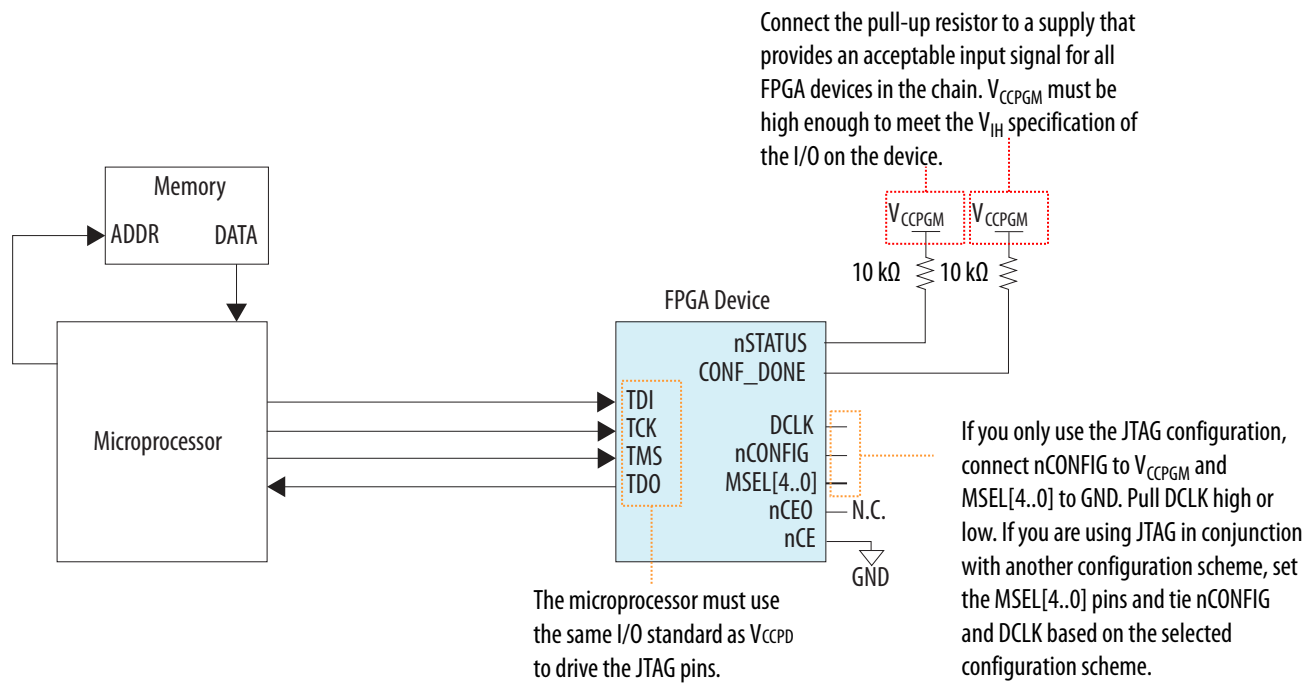 Connect the pull-up resistor to a supply that
provides an acceptable input signal for all
FPGA devices in the chain. VCCPGM must be
high enough to meet the VIH specification of
the I/O on the device.
Memory
ADDR DATA
VCCPGM VCCPGM
10 kΩ 10 kΩ
FPGA Device
nSTATUS
CONF_DONE
Microprocessor
TDI
TCK
TMS
TDO
DCLK
nCONFIG
MSEL[4..0]
nCEO N.C.
nCE
GND
If you only use the JTAG configuration,
connect nCONFIG to VCCPGM and
MSEL[4..0] to GND. Pull DCLK high or
low. If you are using JTAG in conjunction
with another configuration scheme, set
the MSEL[4..0] pins and tie nCONFIG
and DCLK based on the selected
configuration scheme.
The microprocessor must use
the same I/O standard as VCCPD
to drive the JTAG pins.